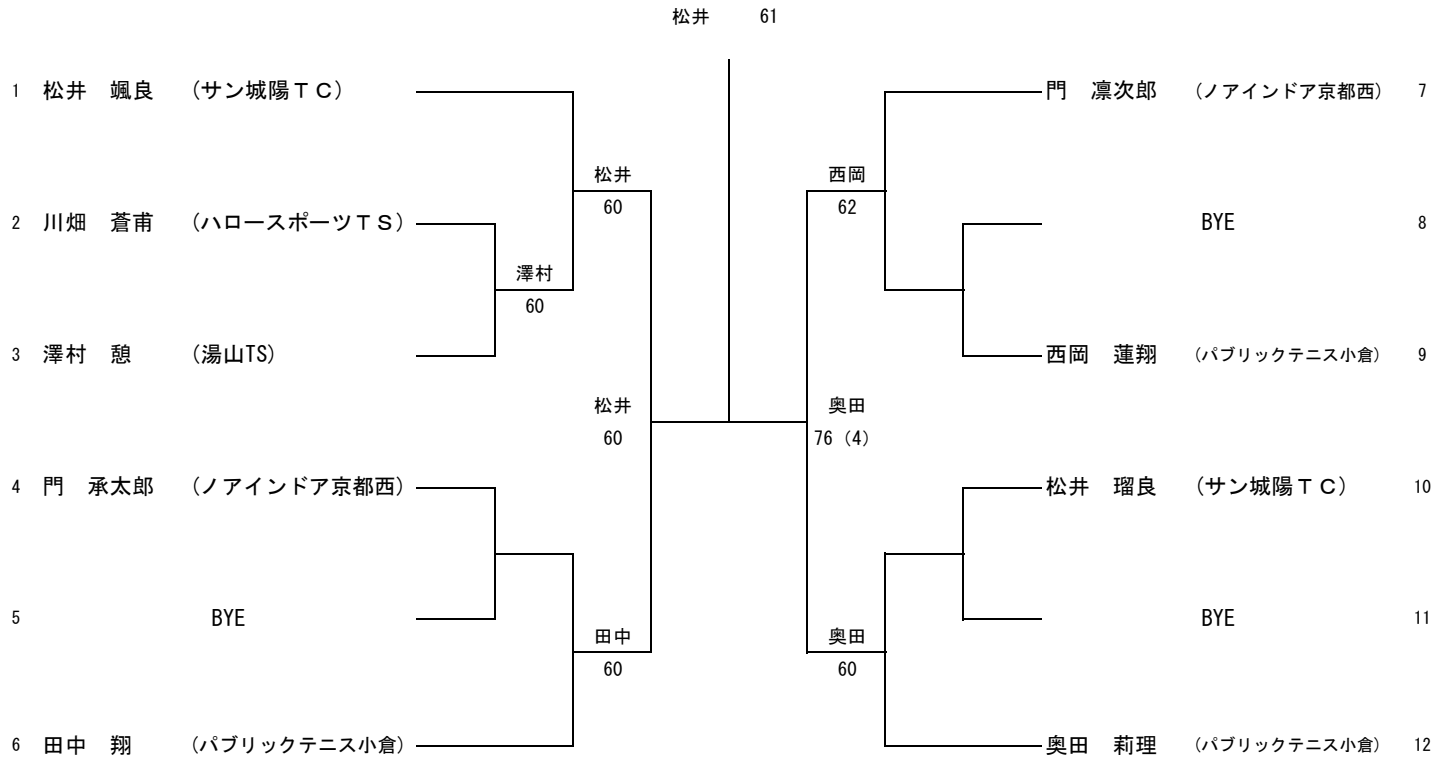 松井 61
1 松井 颯良 （サン城陽ＴＣ）
門 凛次郎 （ノアインドア京都西） 7
松井
60
西岡
62
2 川畑 蒼甫 （ハロースポーツＴＳ）
BYE 8
澤村
60
3 澤村 憩 （湯山TS）
西岡 蓮翔 （パブリックテニス小倉） 9
松井
60
奥田
76（4）
4 門 承太郎 （ノアインドア京都西）
松井 瑠良 （サン城陽ＴＣ） 10
5 BYE
BYE 11
田中
60
奥田
60
6 田中 翔 （パブリックテニス小倉）
奥田 莉理 （パブリックテニス小倉） 12